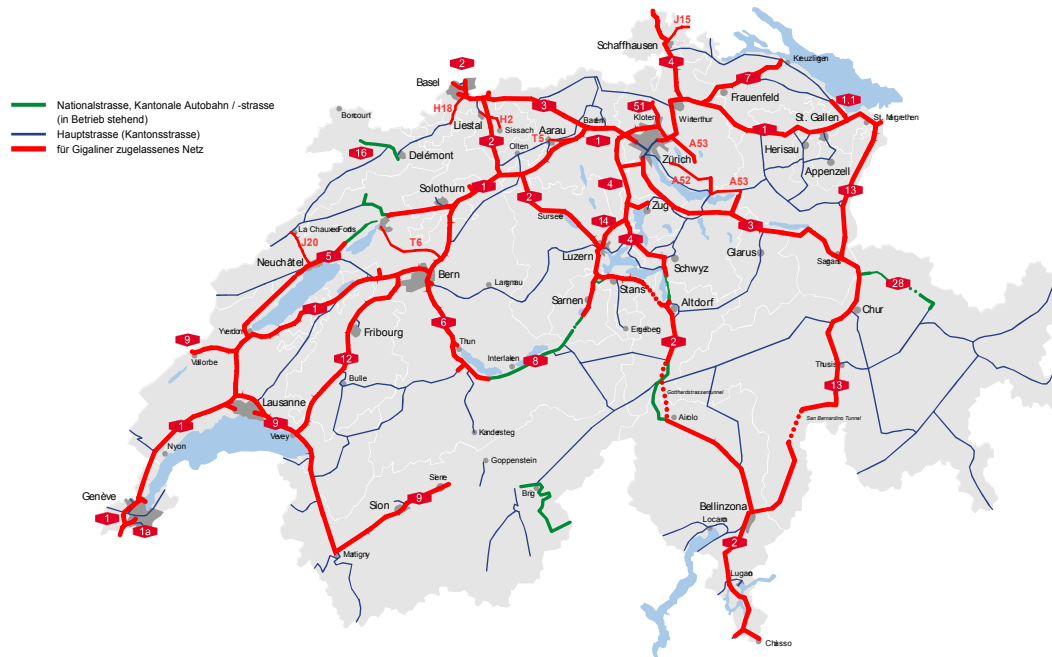 Nationalstrasse, Kantonale Autobahn / -strasse
(in Betrieb stehend)
Hauptstrasse (Kantonsstrasse)
für Gigaliner zugelassenes Netz
J15
Schaffhausen
2
4
Kreuzlingen
Basel
7
3
51
Frauenfeld
1.1
H18
Kloten
Winterthur
St. Gallen
St. Margrethen
Boncourt
Liestal
H2
Sissach
Aarau
Baden
1
Olten
T5
1
A53
Herisau
16
Delémont
2
Zürich
Appenzell
Solothurn
1
2
4
A52
A53
13
Sursee
14
Zug
La Chaux-de-Fonds
J20
T6
4
3
Neuchâtel
5
Luzern
Glarus
Sargans
Bern
Schwyz
1
Langnau
Stans
28
Sarnen
Altdorf
Chur
Yverdon
6
Fribourg
Engelberg
9
Thun
2
Vallorbe
12
Interlaken
8
Thusis
Bulle
13
Gotthardstrassentunnel
Lausanne
Airolo
San Bernardino Tunnel
1
9
Vevey
Kandersteg
Nyon
Goppenstein
Sierre
Genève
9
Brig
Sion
Bellinzona
1
1a
Locarno
2
Martigny
Lugano
Chiasso